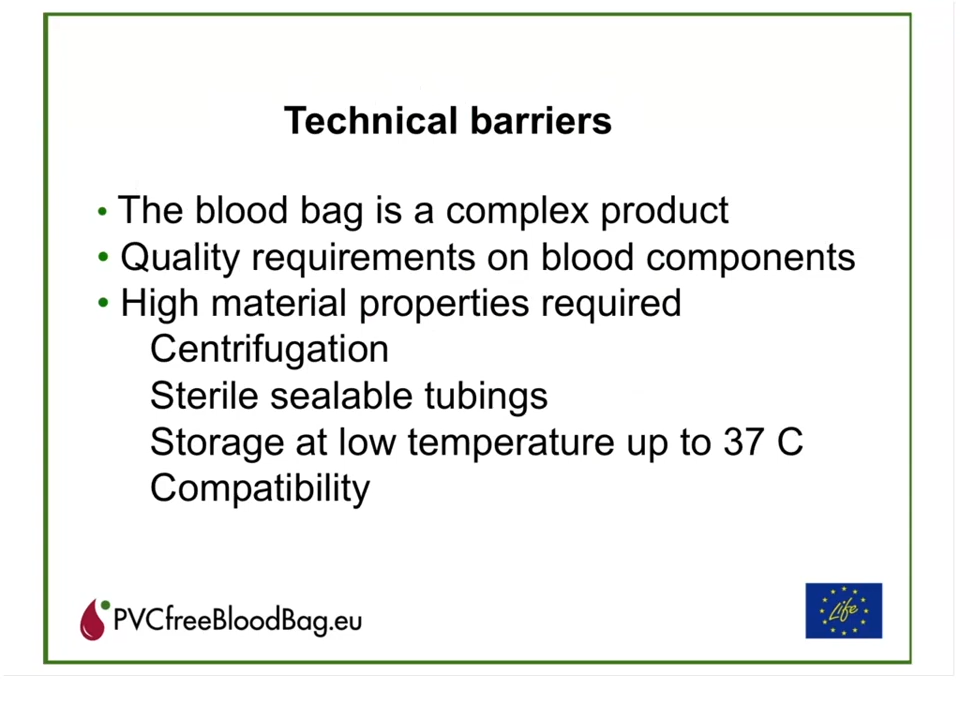 Technical barriers
• The blood bag is a complex product
• Quality requirements on blood components
• High material properties required
Centrifugation
Sterile sealable tubings
Storage at low temperature up to 37 C
Compatibility
PVCfreeBloodBag.eu
Life